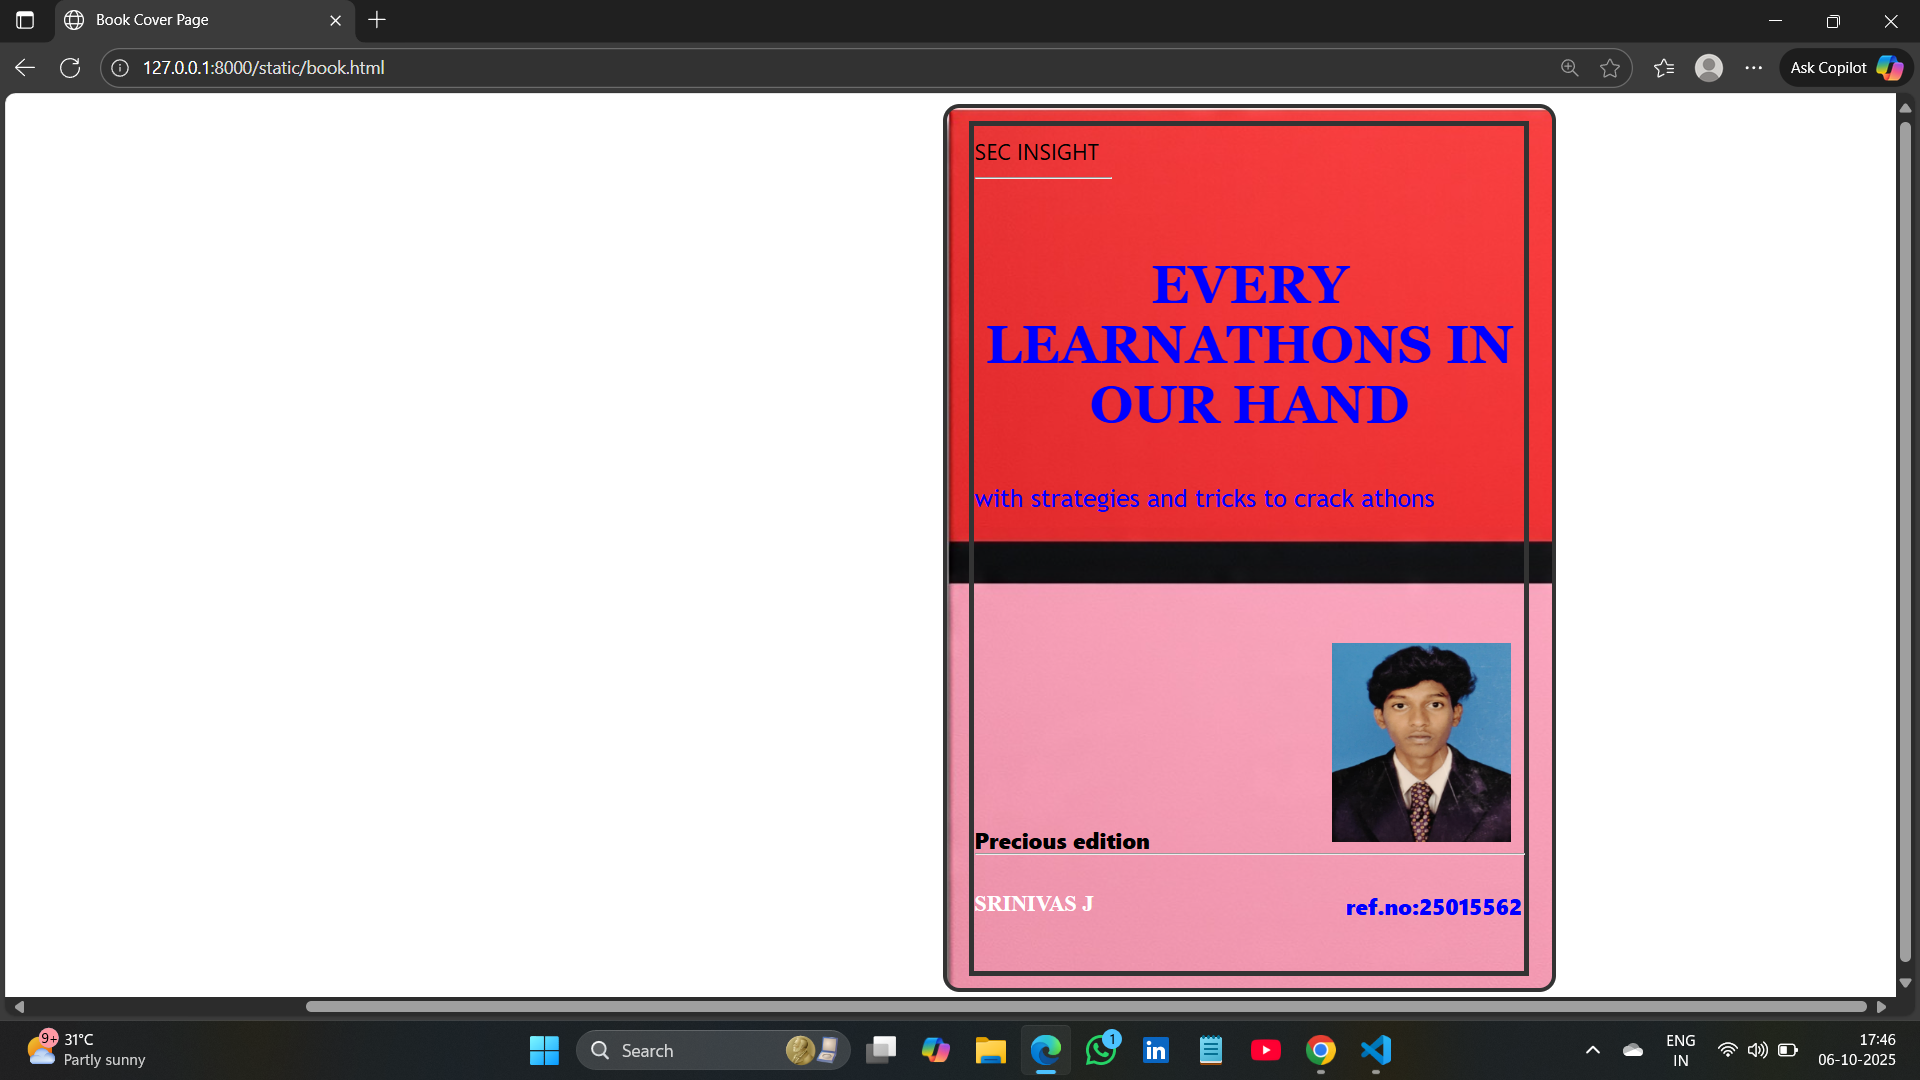 Book Cover Page
127.0.0.1:8000/static/book.html
Ask Copilot
SEC INSIGHT
EVERY
LEARNATHONS IN
OUR HAND
with strategies and tricks to crack athons
Precious edition
SRINIVAS J
ref.no:25015562
9+
31°C
Partly sunny
Search
1
in
ENG
IN
17:46
06-10-2025